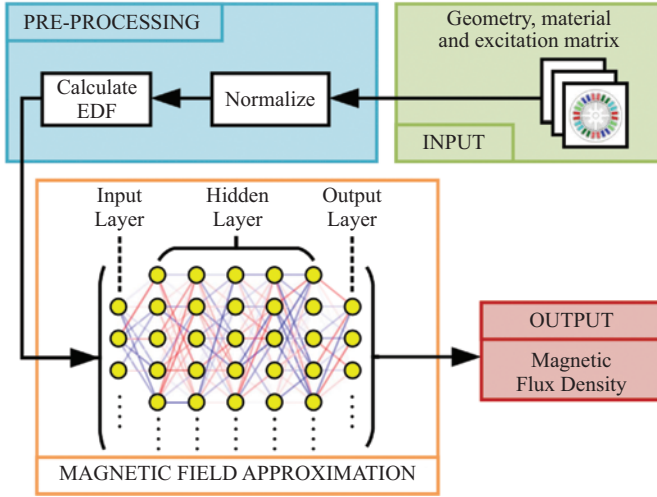 PRE-PROCESSING
Geometry, material
and excitation matrix
Calculate
EDF
Normalize
INPUT
Input
Layer
Hidden
Layer
Output
Layer
OUTPUT
Magnetic
Flux Density
MAGNETIC FIELD APPROXIMATION